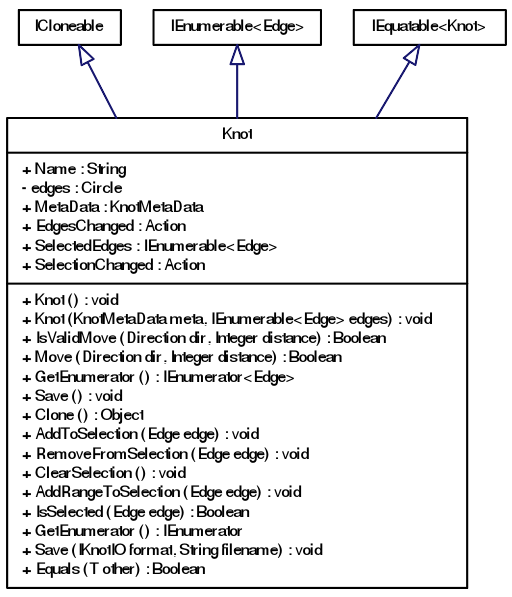 ICloneable
IEnumerable<Edge>
IEquatable<Knot>
Knot
+ Name : String
- edges : Circle
+ MetaData : KnotMetaData
+ EdgesChanged : Action
+ SelectedEdges : IEnumerable<Edge>
+ SelectionChanged : Action
+ Knot () : void
+ Knot (KnotMetaData meta, IEnumerable<Edge> edges) : void
+ IsValidMove (Direction dir, Integer distance) : Boolean
+ Move (Direction dir, Integer distance) : Boolean
+ GetEnumerator () : IEnumerator<Edge>
+ Save () : void
+ Clone () : Object
+ AddToSelection (Edge edge) : void
+ RemoveFromSelection (Edge edge) : void
+ ClearSelection () : void
+ AddRangeToSelection (Edge edge) : void
+ IsSelected (Edge edge) : Boolean
+ GetEnumerator () : IEnumerator
+ Save (IKnotIO format, String filename) : void
+ Equals (T other) : Boolean